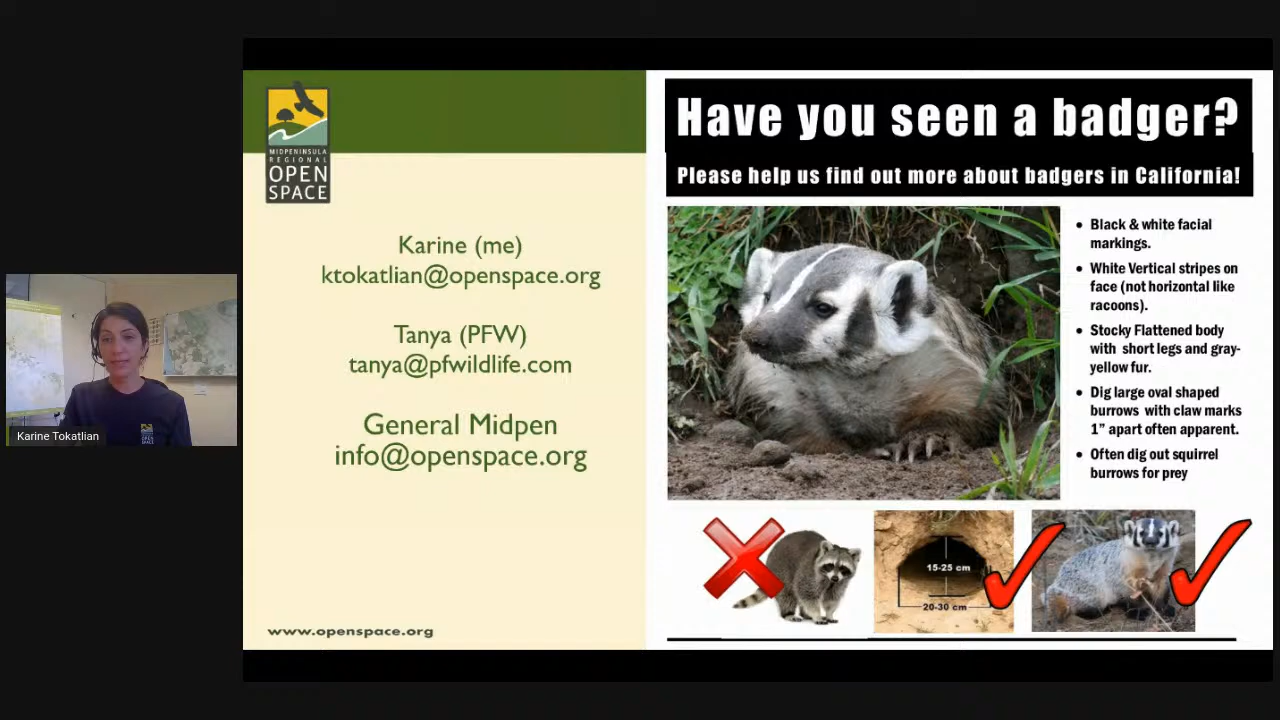 MIDPENINSULA
REGIONAL
OPEN
SPACE
Karine (me)
ktokatlian@openspace.org
Tanya (PFW)
tanya@pfwildlife.com
General Midpen
info@openspace.org
www.openspace.org
Have you seen a badger?
Please help us find out more about badgers in California!
• Black & white facial
markings.
• White Vertical stripes on
face (not horizontal like
racoons).
• Stocky Flattened body
with short legs and gray-
yellow fur.
• Dig large oval shaped
burrows with claw marks
1” apart often apparent.
• Often dig out squirrel
burrows for prey
15-25 cm
20-30 cm
Karine Tokatlian
OPEN
SPACE